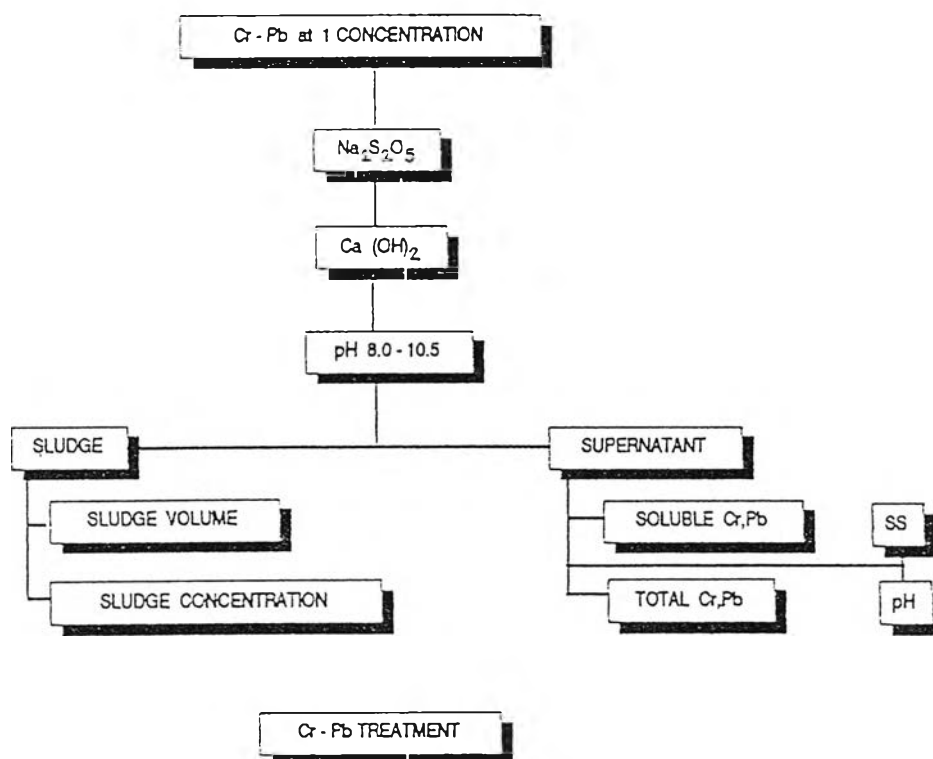 Cr - Pb at 1 CONCENTRATION
Na₂S₂O₅
Ca (OH)₂
pH 8.0 - 10.5
SLUDGE
SUPERNATANT
SLUDGE VOLUME
SOLUBLE Cr,Pb
SS
SLUDGE CONCENTRATION
TOTAL Cr,Pb
pH
Cr - Pb TREATMENT